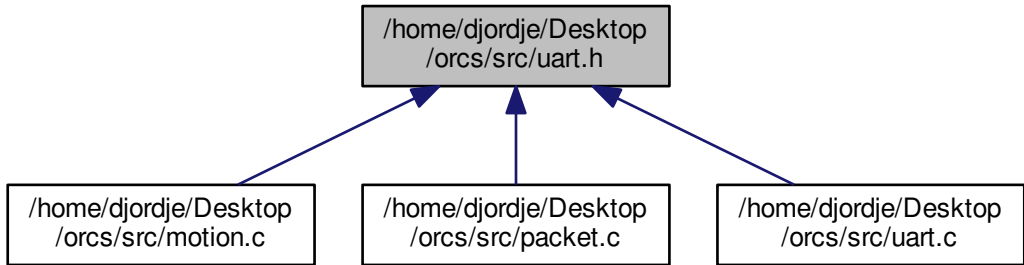 /home/djordje/Desktop
/orcs/src/uart.h
/home/djordje/Desktop
/orcs/src/motion.c
/home/djordje/Desktop
/orcs/src/packet.c
/home/djordje/Desktop
/orcs/src/uart.c